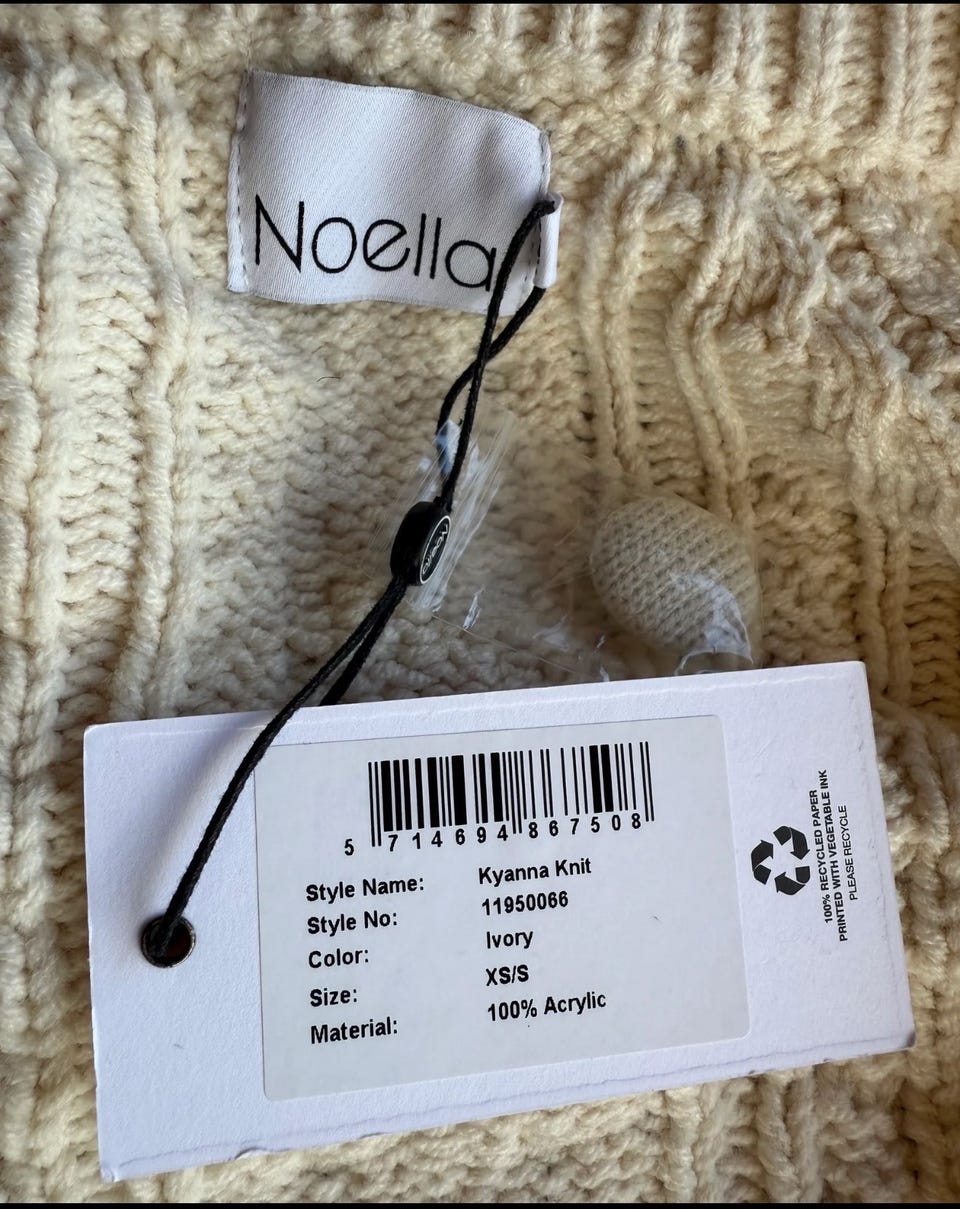 Noella
5 714694 867508
Style Name: Kyanna Knit
Style No: 11950066
Color: Ivory
Size: XS/S
Material: 100% Acrylic
100% RECYCLED PAPER
PRINTED WITH VEGETABLE INK
PLEASE RECYCLE